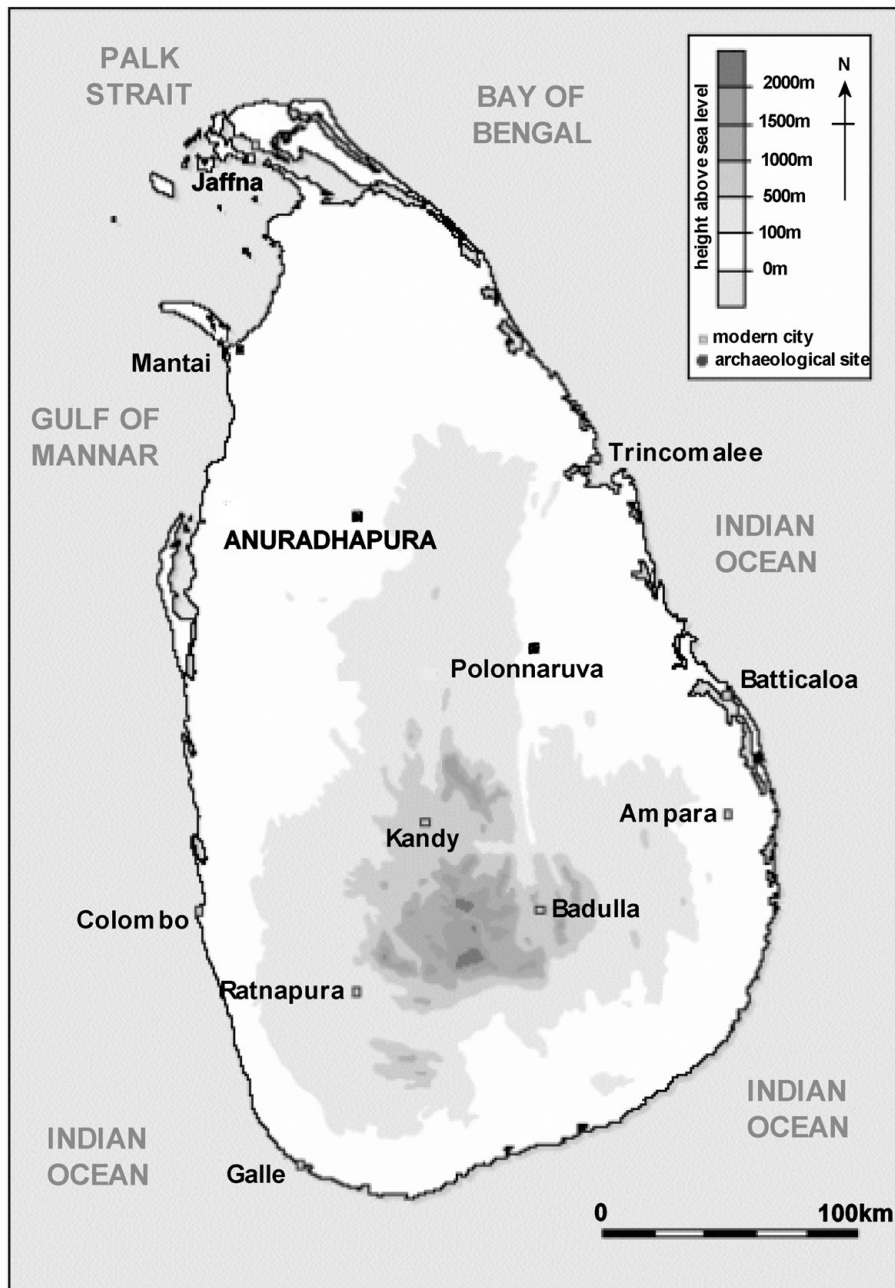 PALK
STRAIT
BAY OF
BENGAL
height above sea level
2000m
1500m
1000m
500m
100m
0m
N
modern city
archaeological site
Jaffna
Mantai
GULF OF
MANNAR
Trincomalee
ANURADHAPURA
INDIAN
OCEAN
Polonnaruva
Batticaloa
Ampara
Kandy
Colombo
Badulla
Ratnapura
INDIAN
OCEAN
INDIAN
OCEAN
Galle
0
100km